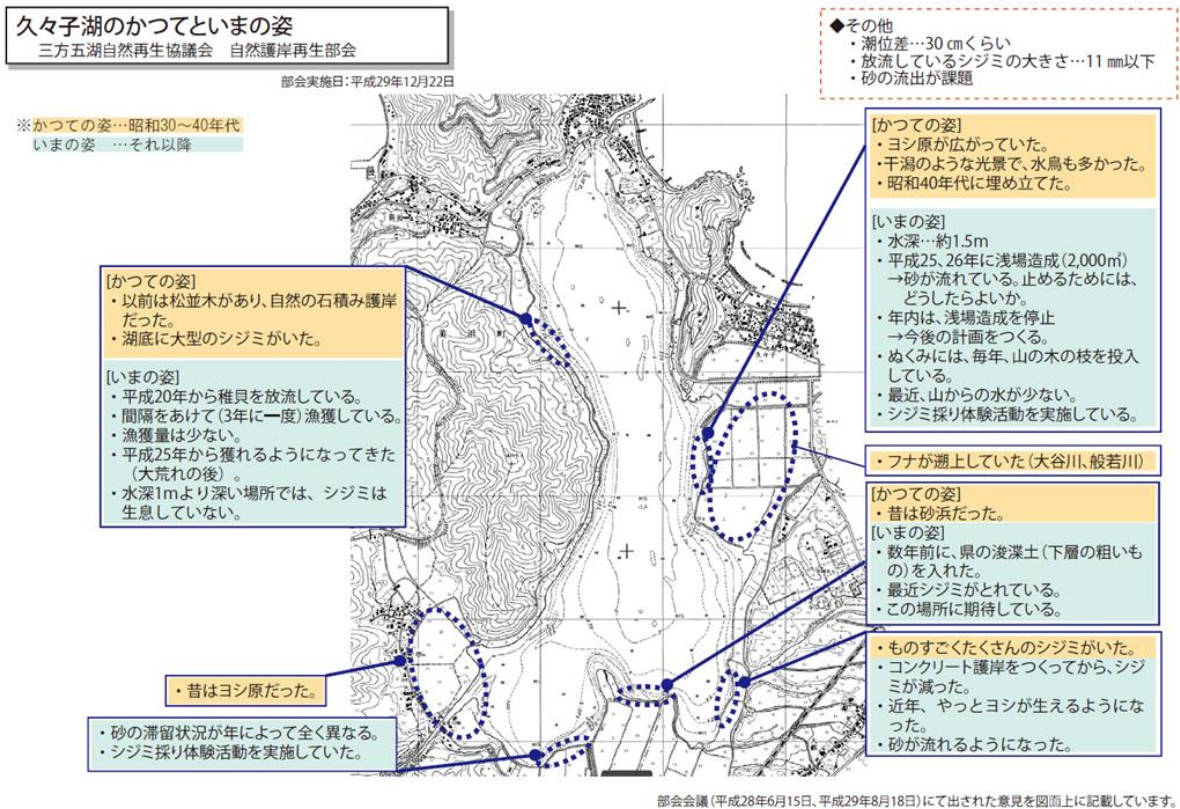 久々子湖のかつてといまの姿
三方五湖自然再生協議会 自然護岸再生部会
部会実施日：平成29年12月22日
◆その他
・潮位差…30㎝くらい
・放流しているシジミの大きさ…11㎜以下
・砂の流出が課題
※かつての姿…昭和30～40年代
いまの姿 …それ以降
[かつての姿]
・ヨシ原が広がっていた。
・干潟のような光景で、水鳥も多かった。
・昭和40年代に埋め立てた。
[いまの姿]
・水深…約1.5m
・平成25、26年に浅場造成(2,000㎡)
→砂が流れている。止めるためには、
どうしたらよいか。
・年内は、浅場造成を停止
→今後の計画をつくる。
・ぬくみには、毎年、山の木の枝を投入
している。
・最近、山からの水が少ない。
・シジミ採り体験活動を実施している。
[かつての姿]
・以前は松並木があり、自然の石積み護岸
だった。
・湖底に大型のシジミがいた。
[いまの姿]
・平成20年から稚貝を放流している。
・間隔をあけて(3年に一度)漁獲している。
・漁獲量は少ない。
・平成25年から獲れるようになってきた
(大荒れの後)。
・水深1mより深い場所では、シジミは
生息していない。
・フナが遡上していた(大谷川、般若川)
[かつての姿]
・昔は砂浜だった。
[いまの姿]
・数年前に、県の浚渫土(下層の粗いも
の)を入れた。
・最近シジミがとれている。
・この場所に期待している。
・ものすごくたくさんのシジミがいた。
・コンクリート護岸をつくってから、シジ
ミが減った。
・近年、やっとヨシが生えるようにな
った。
・砂が流れるようになった。
・昔はヨシ原だった。
・砂の滞留状況が年によって全く異なる。
・シジミ採り体験活動を実施していた。
部会会議(平成28年6月15日、平成29年8月18日)にて出された意見を図面上に記載しています。